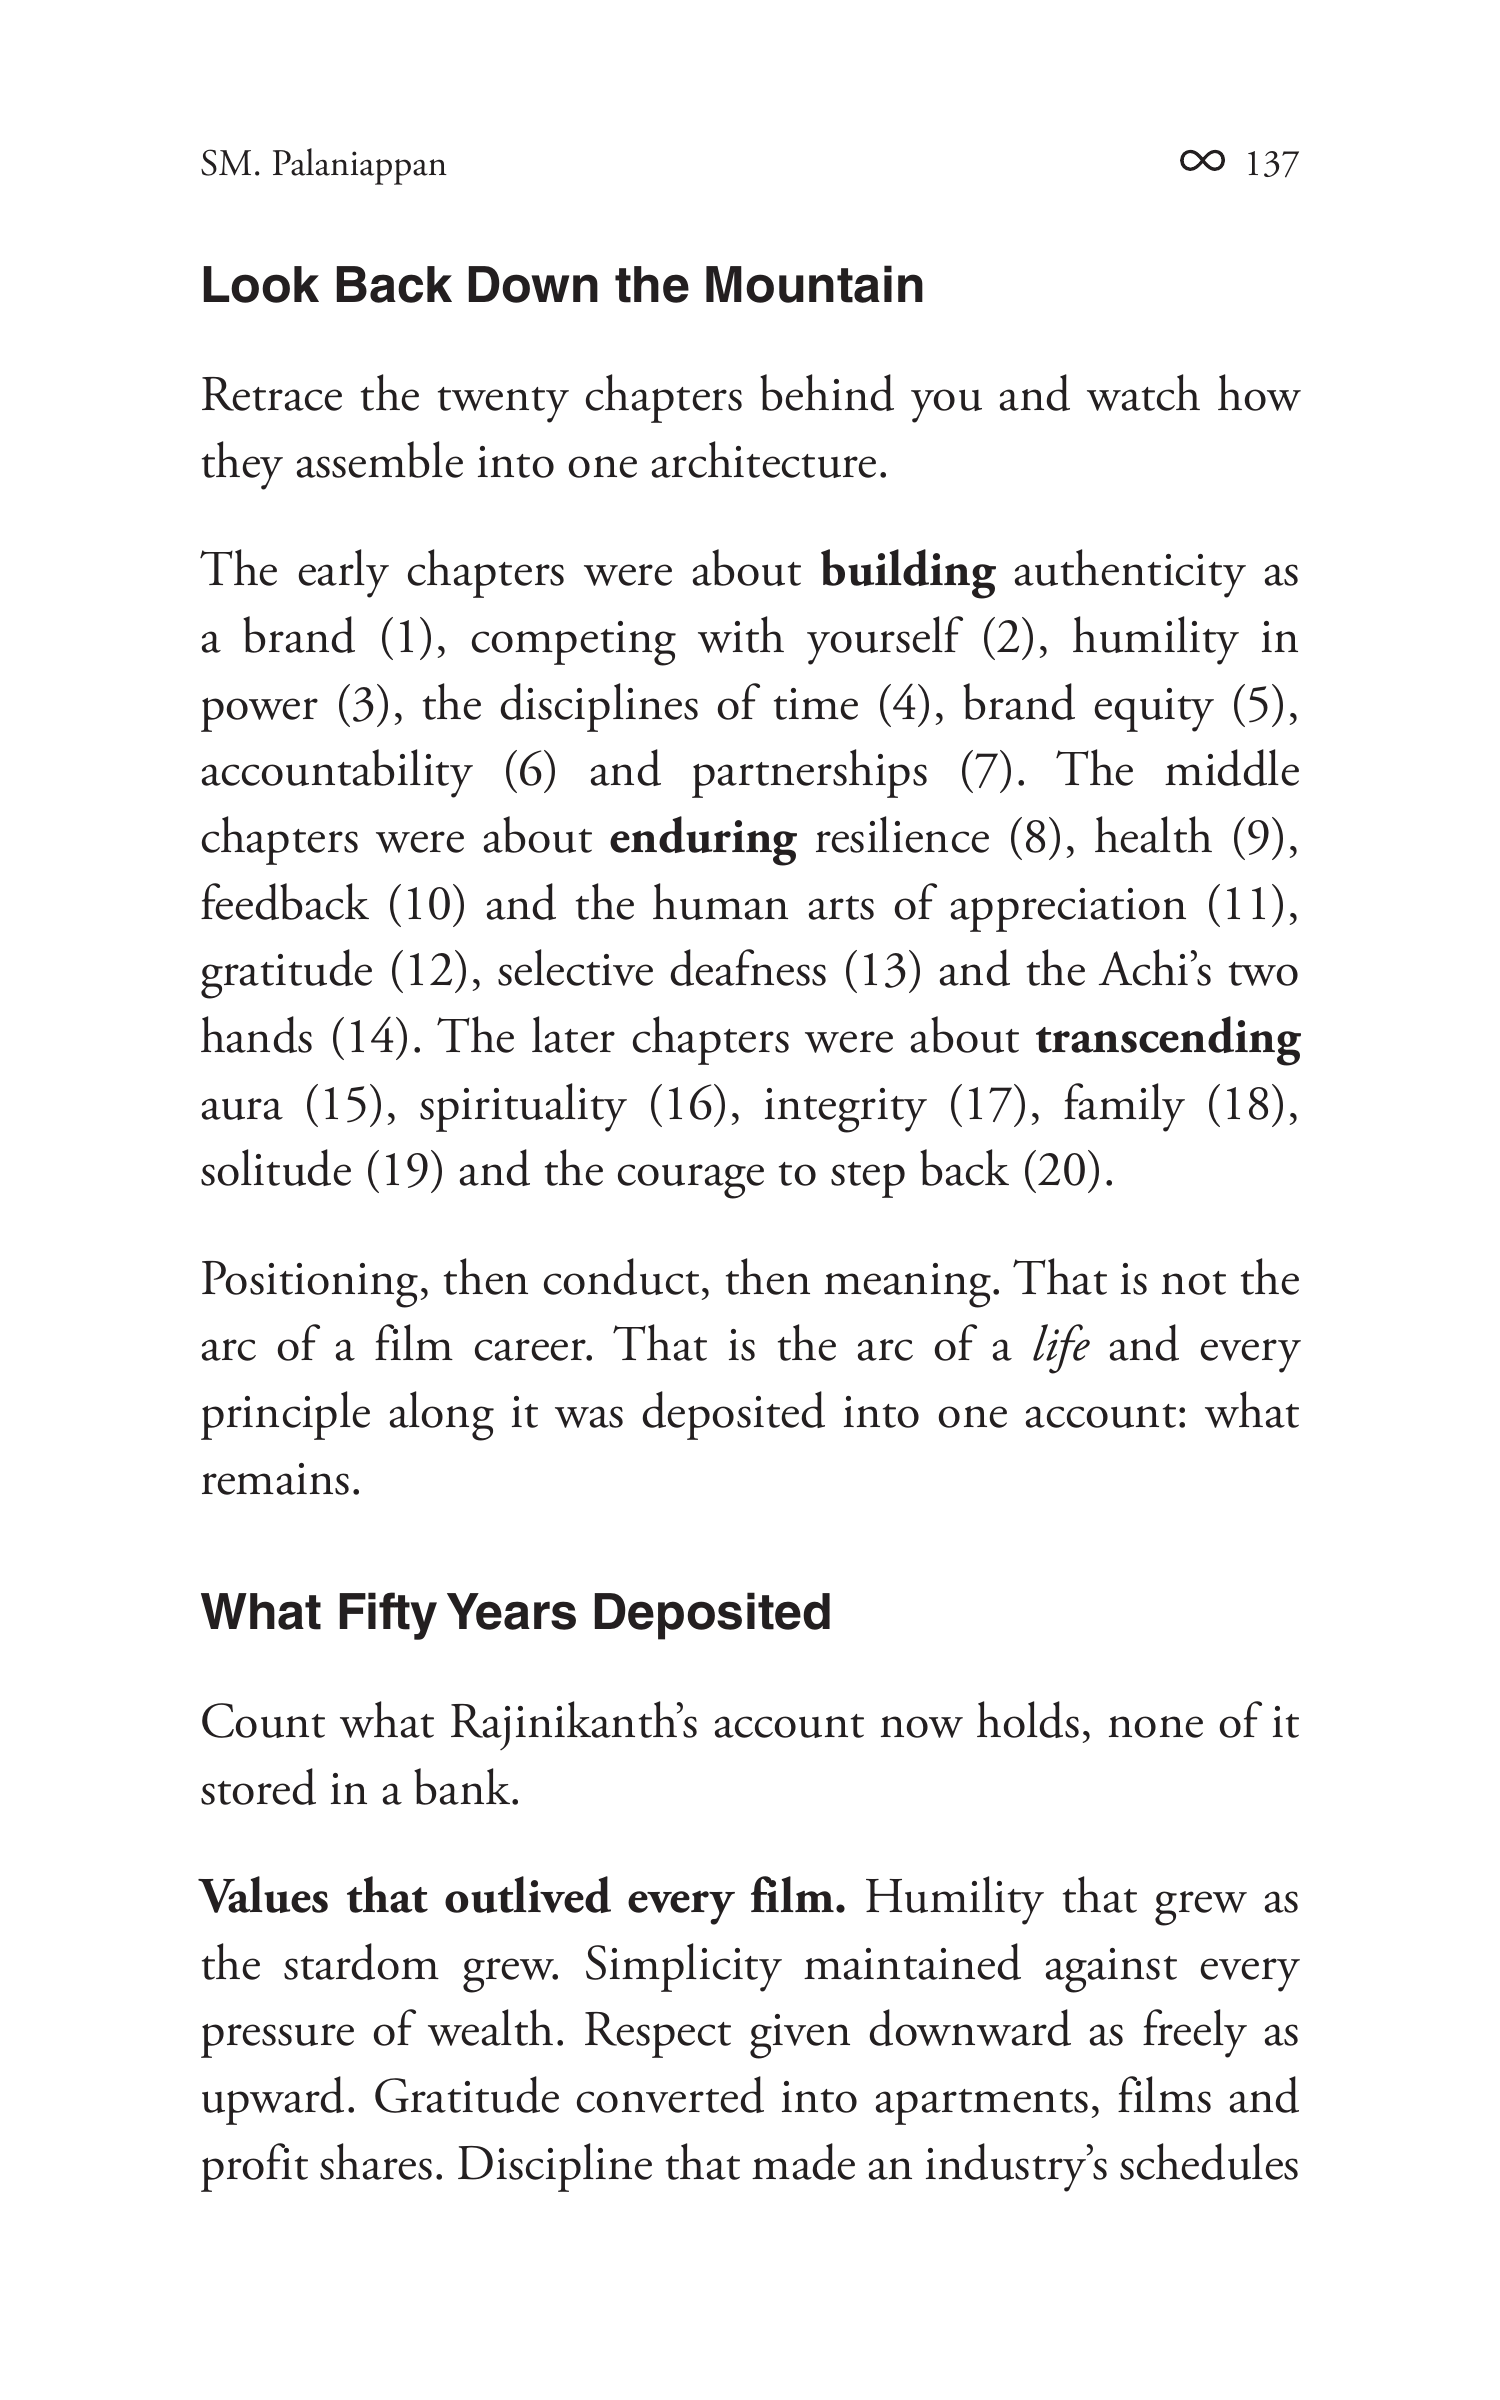 SM. Palaniappan ∞ 137
Look Back Down the Mountain
Retrace the twenty chapters behind you and watch how
they assemble into one architecture.
The early chapters were about building authenticity as
a brand (1), competing with yourself (2), humility in
power (3), the disciplines of time (4), brand equity (5),
accountability (6) and partnerships (7). The middle
chapters were about enduring resilience (8), health (9),
feedback (10) and the human arts of appreciation (11),
gratitude (12), selective deafness (13) and the Achi’s two
hands (14). The later chapters were about transcending
aura (15), spirituality (16), integrity (17), family (18),
solitude (19) and the courage to step back (20).
Positioning, then conduct, then meaning. That is not the
arc of a film career. That is the arc of a life and every
principle along it was deposited into one account: what
remains.
What Fifty Years Deposited
Count what Rajinikanth’s account now holds, none of it
stored in a bank.
Values that outlived every film. Humility that grew as
the stardom grew. Simplicity maintained against every
pressure of wealth. Respect given downward as freely as
upward. Gratitude converted into apartments, films and
profit shares. Discipline that made an industry’s schedules